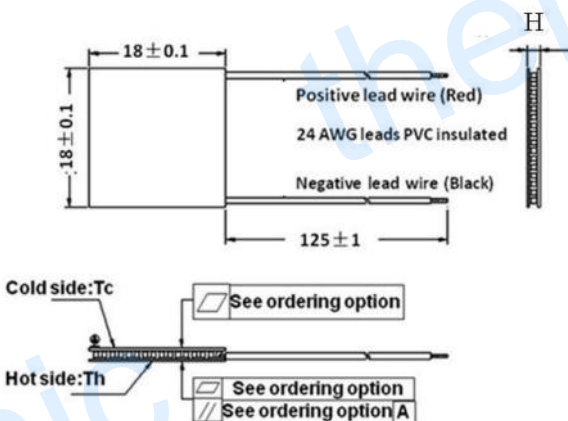 H
18±0.1
18±0.1
Positive lead wire (Red)
24 AWG leads PVC insulated
Negative lead wire (Black)
125±1
Cold side:Tc
See ordering option
Hot side:Th
See ordering option
// See ordering option A